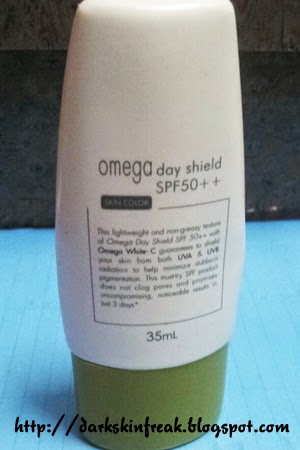 omega day shield
SPF50++
SKIN COLOR
This lightweight and non-greasy texture
of Omega Day Shield SPF 50++ with
Omega White-C guarantees to shield
your skin from both UVA & UVB
radiation to help minimize stubborn
pigmentation. This must-try SPF product
does not clog pores and promises
uncompromising, noticeable results in
just 3 days*
35mL
http://darkskinfreak.blogspot.com